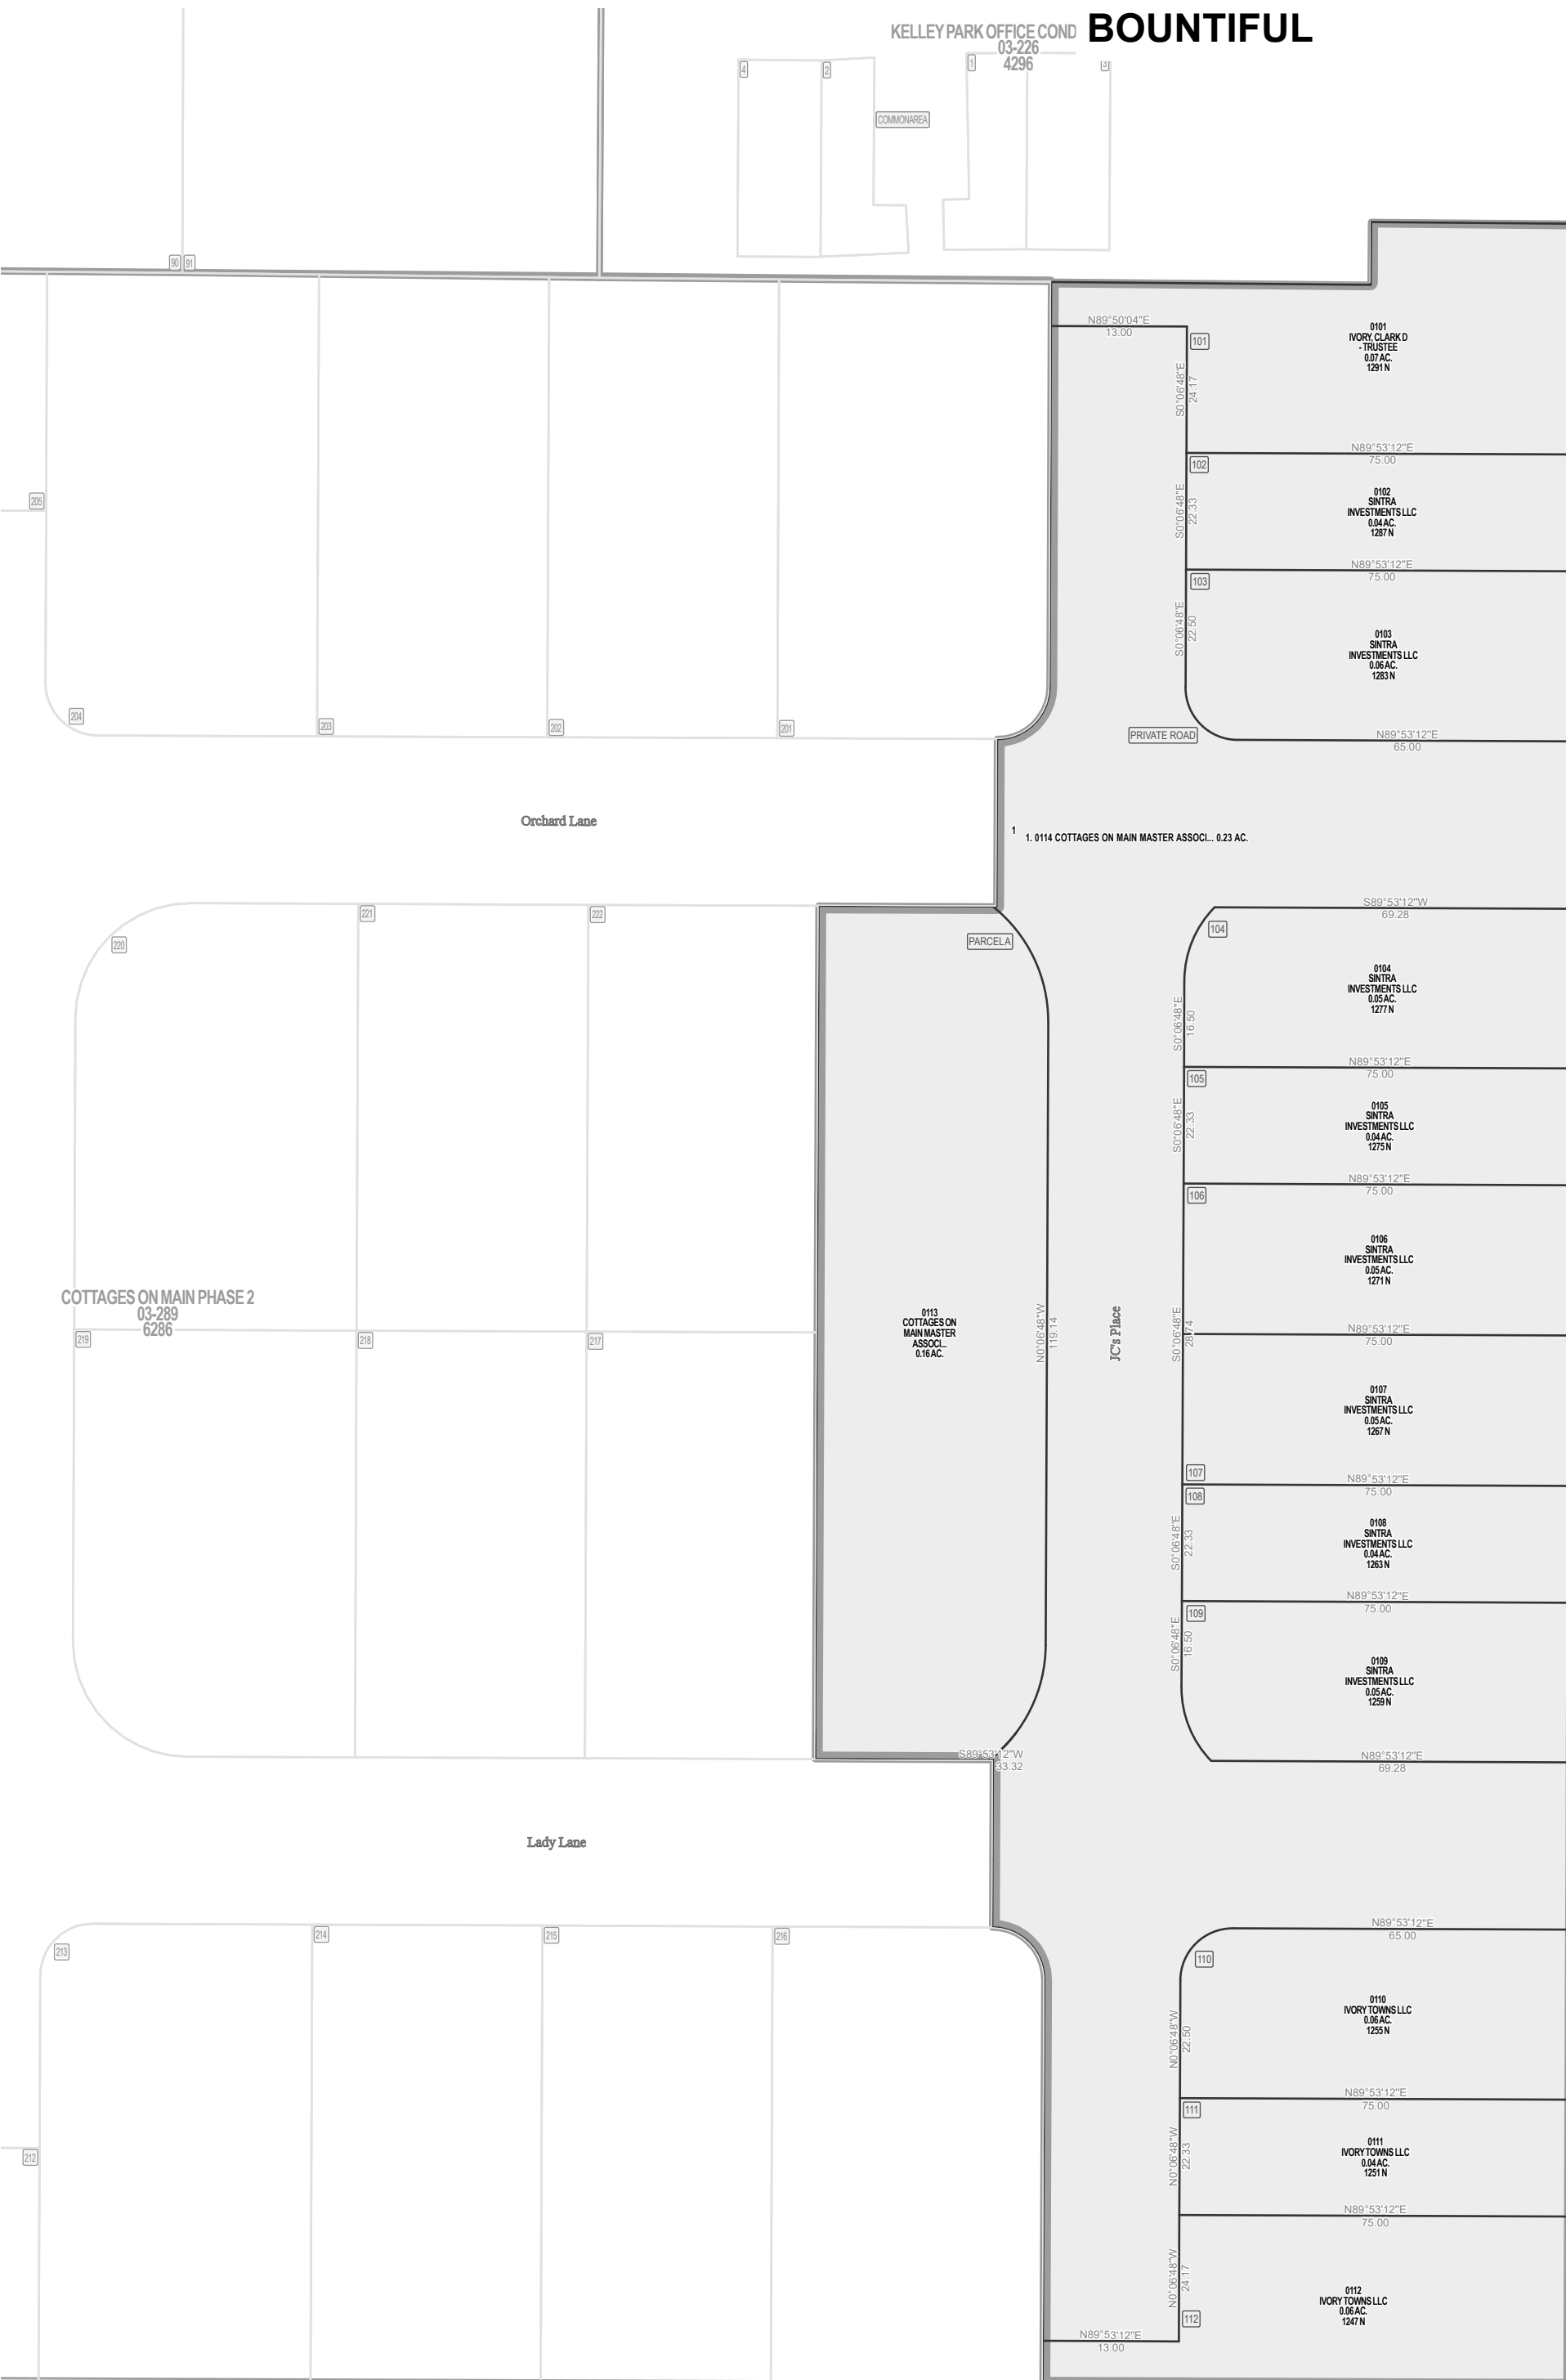 BOUNTIFUL
KELLEY PARK OFFICE COND
03-226
4296
4
2
1
3
COMMONAREA
90
91
N89°50'04"E
13.00
101
S0°06'48"E
24.17
0101
IVORY, CLARK D
- TRUSTEE
0.07 AC.
1291 N
N89°53'12"E
75.00
102
S0°06'48"E
22.33
0102
SINTRA
INVESTMENTS LLC
0.04 AC.
1287 N
205
N89°53'12"E
75.00
103
S0°06'48"E
22.50
0103
SINTRA
INVESTMENTS LLC
0.06 AC.
1283 N
204
203
202
201
PRIVATE ROAD
N89°53'12"E
65.00
Orchard Lane
1
1. 0114 COTTAGES ON MAIN MASTER ASSOCI... 0.23 AC.
220
221
222
PARCELA
S89°53'12"W
69.28
104
0104
SINTRA
INVESTMENTS LLC
0.05 AC.
1277 N
S0°06'48"E
16.50
N89°53'12"E
75.00
105
S0°06'48"E
22.33
0105
SINTRA
INVESTMENTS LLC
0.04 AC.
1275 N
N89°53'12"E
75.00
106
0106
SINTRA
INVESTMENTS LLC
0.05 AC.
1271 N
COTTAGES ON MAIN PHASE 2
03-289
6286
219
218
217
0113
COTTAGES ON
MAIN MASTER
ASSOCI...
0.16 AC.
N0°06'48"W
119.14
JC's Place
S0°06'48"E
28.74
N89°53'12"E
75.00
0107
SINTRA
INVESTMENTS LLC
0.05 AC.
1267 N
107
N89°53'12"E
75.00
108
S0°06'48"E
22.33
0108
SINTRA
INVESTMENTS LLC
0.04 AC.
1263 N
N89°53'12"E
75.00
109
S0°06'48"E
16.50
0109
SINTRA
INVESTMENTS LLC
0.05 AC.
1259 N
S89°53'12"W
33.32
N89°53'12"E
69.28
Lady Lane
213
214
215
216
N89°53'12"E
65.00
110
N0°06'48"W
22.50
0110
IVORY TOWNS LLC
0.06 AC.
1255 N
N89°53'12"E
75.00
111
N0°06'48"W
22.33
0111
IVORY TOWNS LLC
0.04 AC.
1251 N
212
N89°53'12"E
75.00
N0°06'48"W
24.17
0112
IVORY TOWNS LLC
0.06 AC.
1247 N
112
N89°53'12"E
13.00